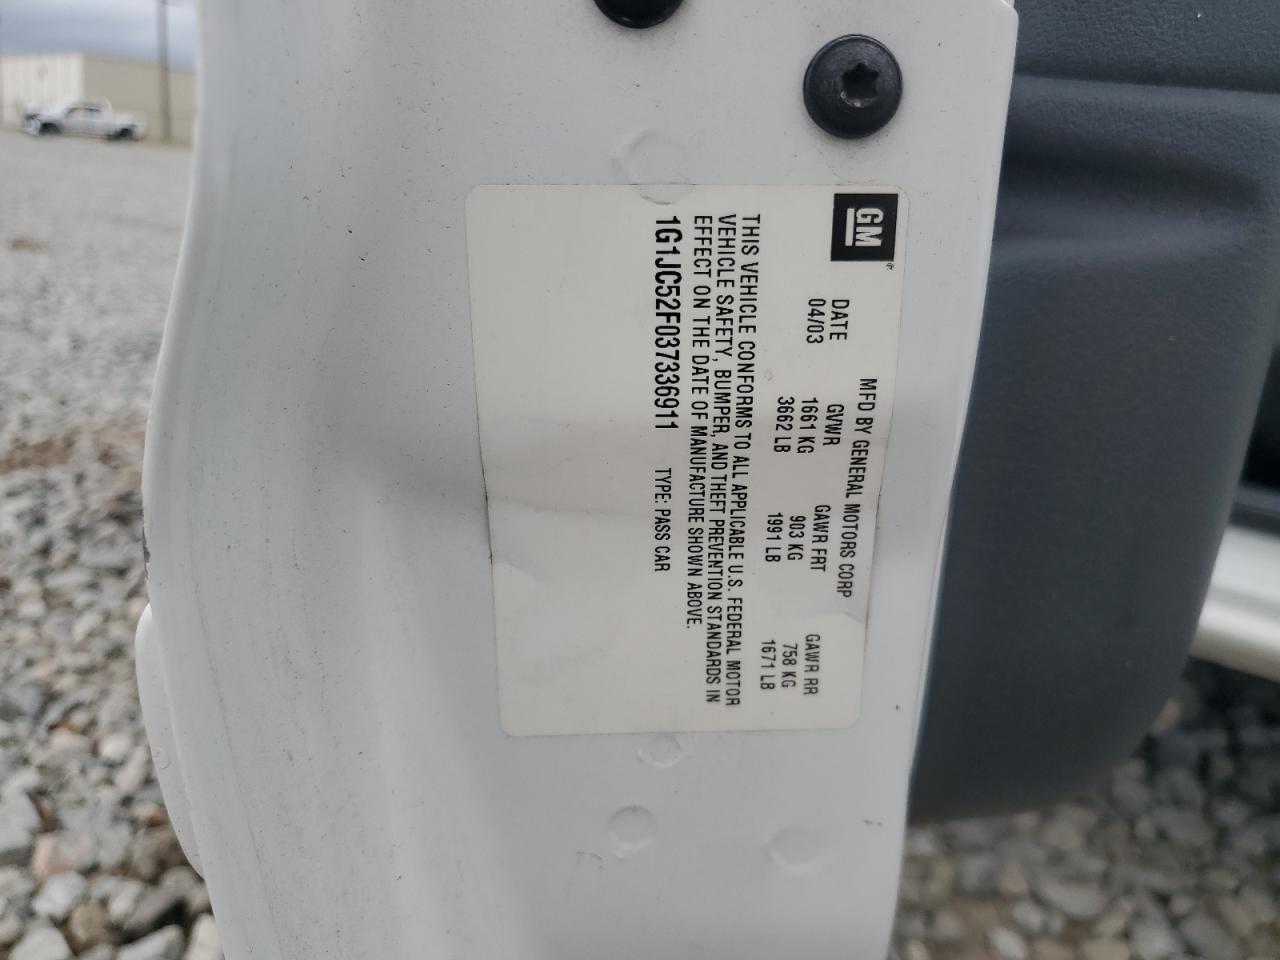 GM®
MFD BY GENERAL MOTORS CORP
DATE GVWR GAWR FRT GAWR RR
04/03 1661 KG 903 KG 758 KG
3662 LB 1991 LB 1671 LB
THIS VEHICLE CONFORMS TO ALL APPLICABLE U.S. FEDERAL MOTOR
VEHICLE SAFETY, BUMPER, AND THEFT PREVENTION STANDARDS IN
EFFECT ON THE DATE OF MANUFACTURE SHOWN ABOVE.
1G1JC52F037336911 TYPE: PASS CAR